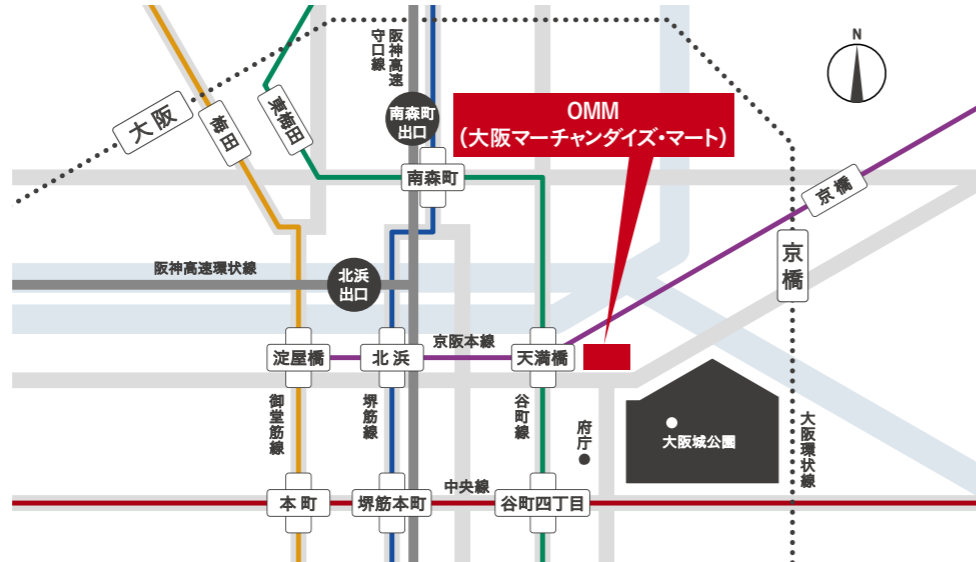 阪神高速
守口線
N
OMM
（大阪マーチャンダイズ・マート）
南森町
出口
大阪
梅田
東梅田
南森町
京橋
京橋
阪神高速環状線
北浜
出口
京阪本線
淀屋橋
北浜
天満橋
御堂筋線
堺筋線
谷町線
府庁
大阪城公園
大阪環状線
中央線
本町
堺筋本町
谷町四丁目